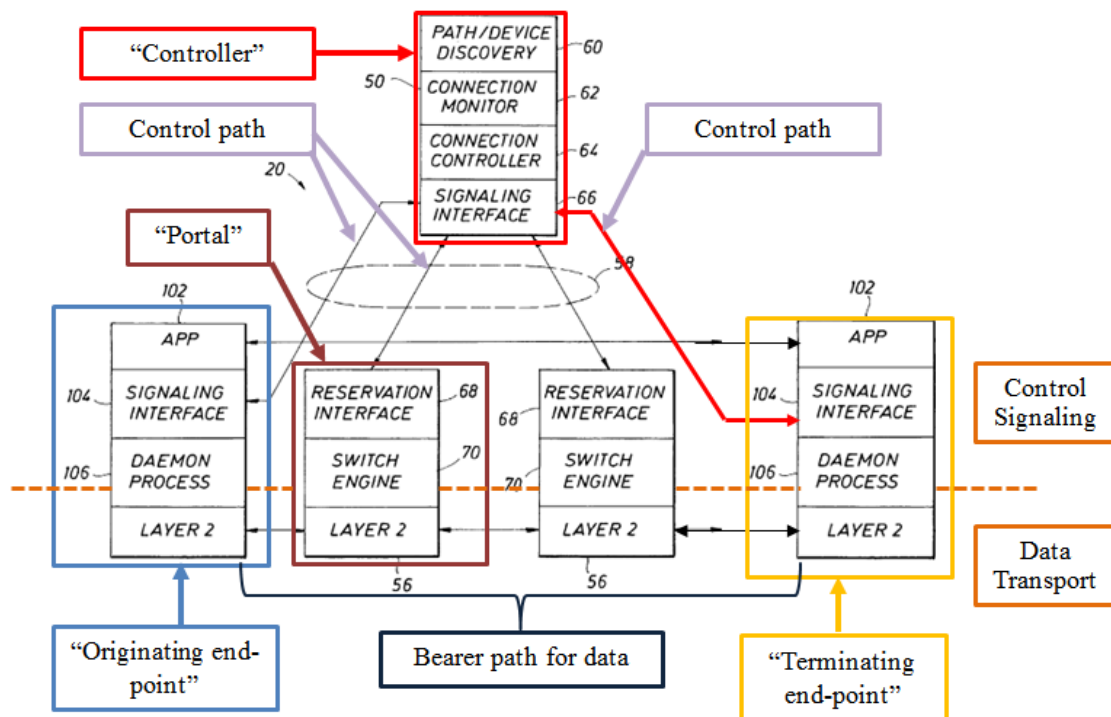 “Controller”
PATH/DEVICE
DISCOVERY
60
50
CONNECTION
MONITOR
62
CONNECTION
CONTROLLER
64
SIGNALING
INTERFACE
66
Control path
Control path
20
“Portal”
58
102
APP
104
SIGNALING
INTERFACE
106
DAEMON
PROCESS
LAYER 2
RESERVATION
INTERFACE
68
SWITCH
ENGINE
70
LAYER 2
56
RESERVATION
INTERFACE
68
SWITCH
ENGINE
70
LAYER 2
56
102
APP
104
SIGNALING
INTERFACE
106
DAEMON
PROCESS
LAYER 2
Control
Signaling
Data
Transport
“Originating end-
point”
Bearer path for data
“Terminating
end-point”